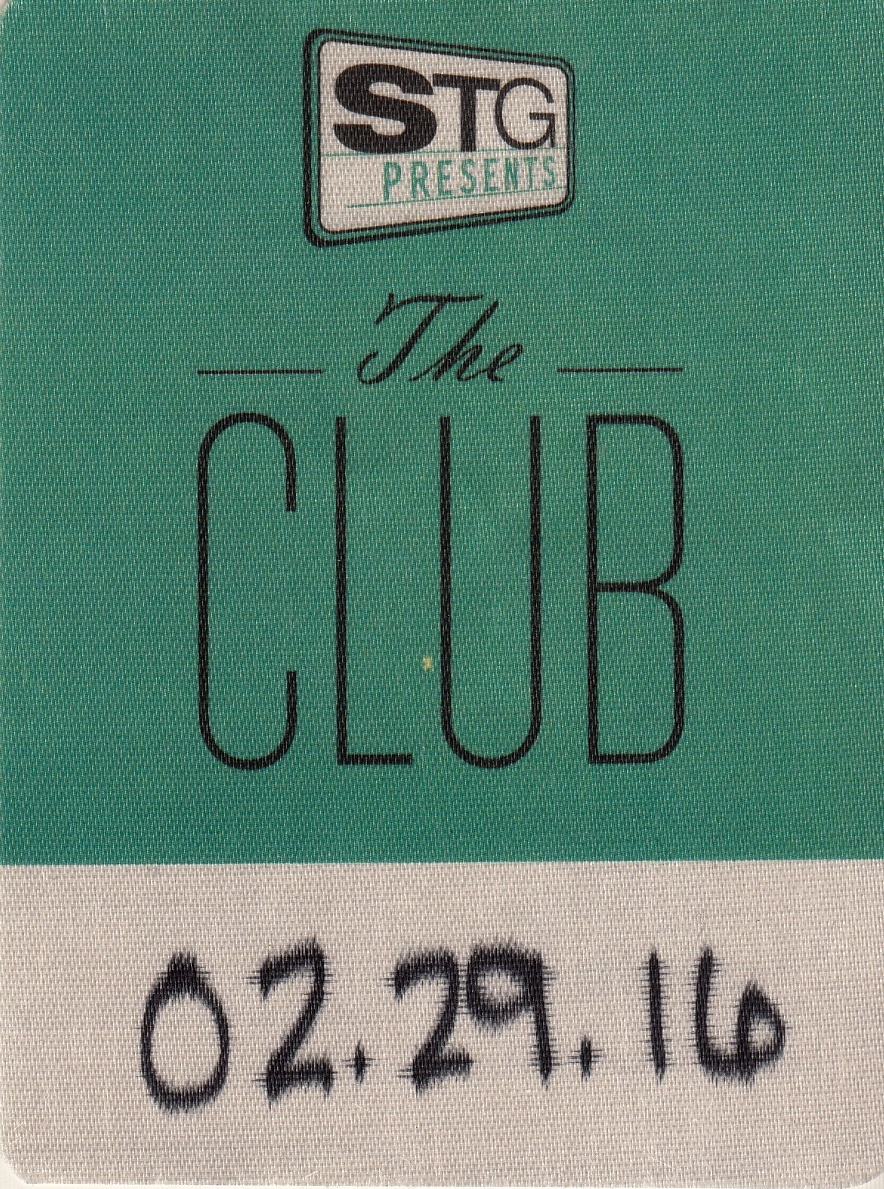 STG
PRESENTS
The
CLUB
02.29.16